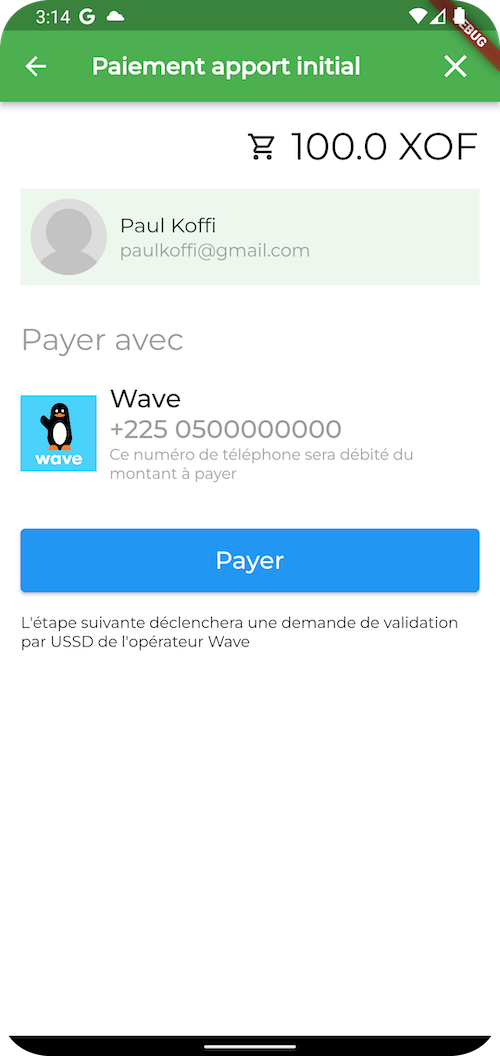 3:14
DEBUG
Paiement apport initial
100.0 XOF
Paul Koffi
paulkoffi@gmail.com
Payer avec
Wave
+225 0500000000
Ce numéro de téléphone sera débité du
montant à payer
wave
Payer
L'étape suivante déclenchera une demande de validation
par USSD de l'opérateur Wave